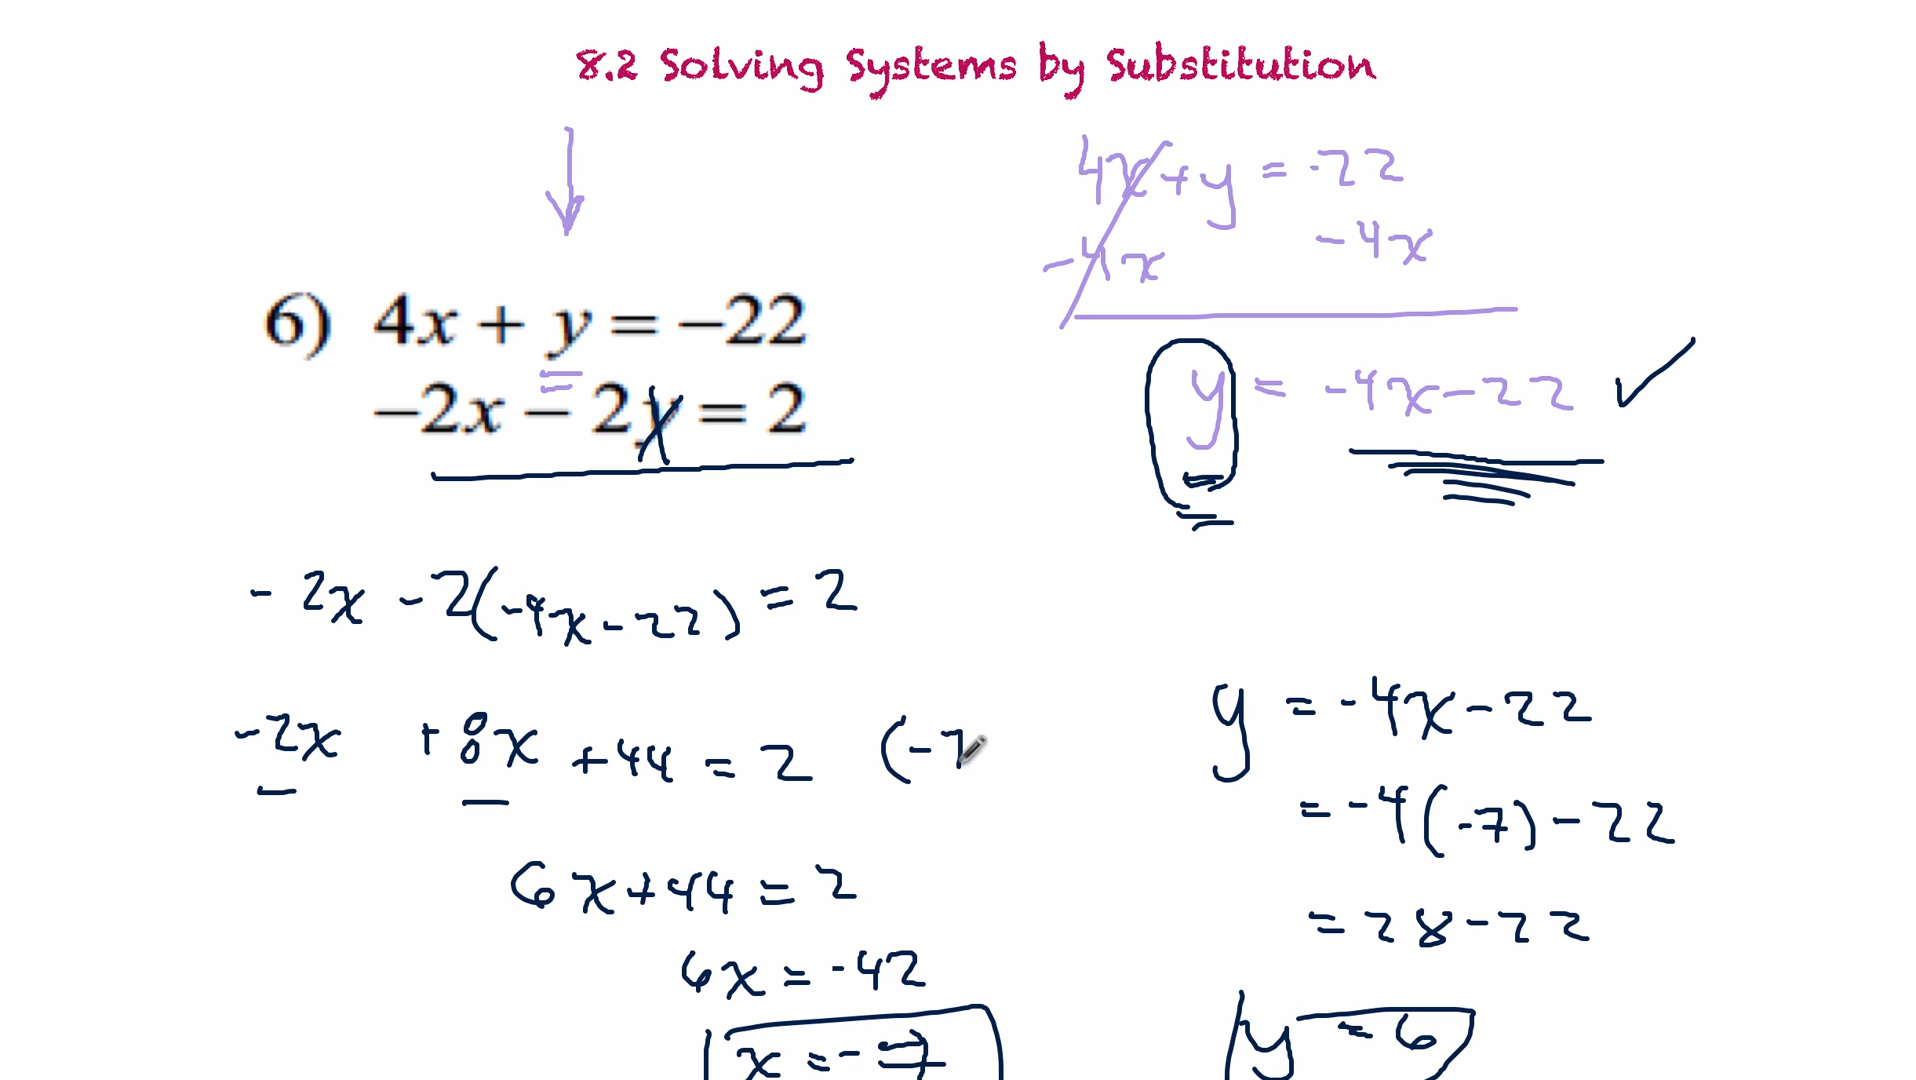 8.2 Solving Systems by Substitution
4x + y = -22
-4x -4x
y = -4x - 22
6) 4x + y = −22
−2x − 2y = 2
- 2x - 2(-4x - 22) = 2
-2x + 8x + 44 = 2 (-7
6x + 44 = 2
6x = -42
x = -7
y = -4x - 22
= -4(-7) - 22
= 28 - 22
y = 6